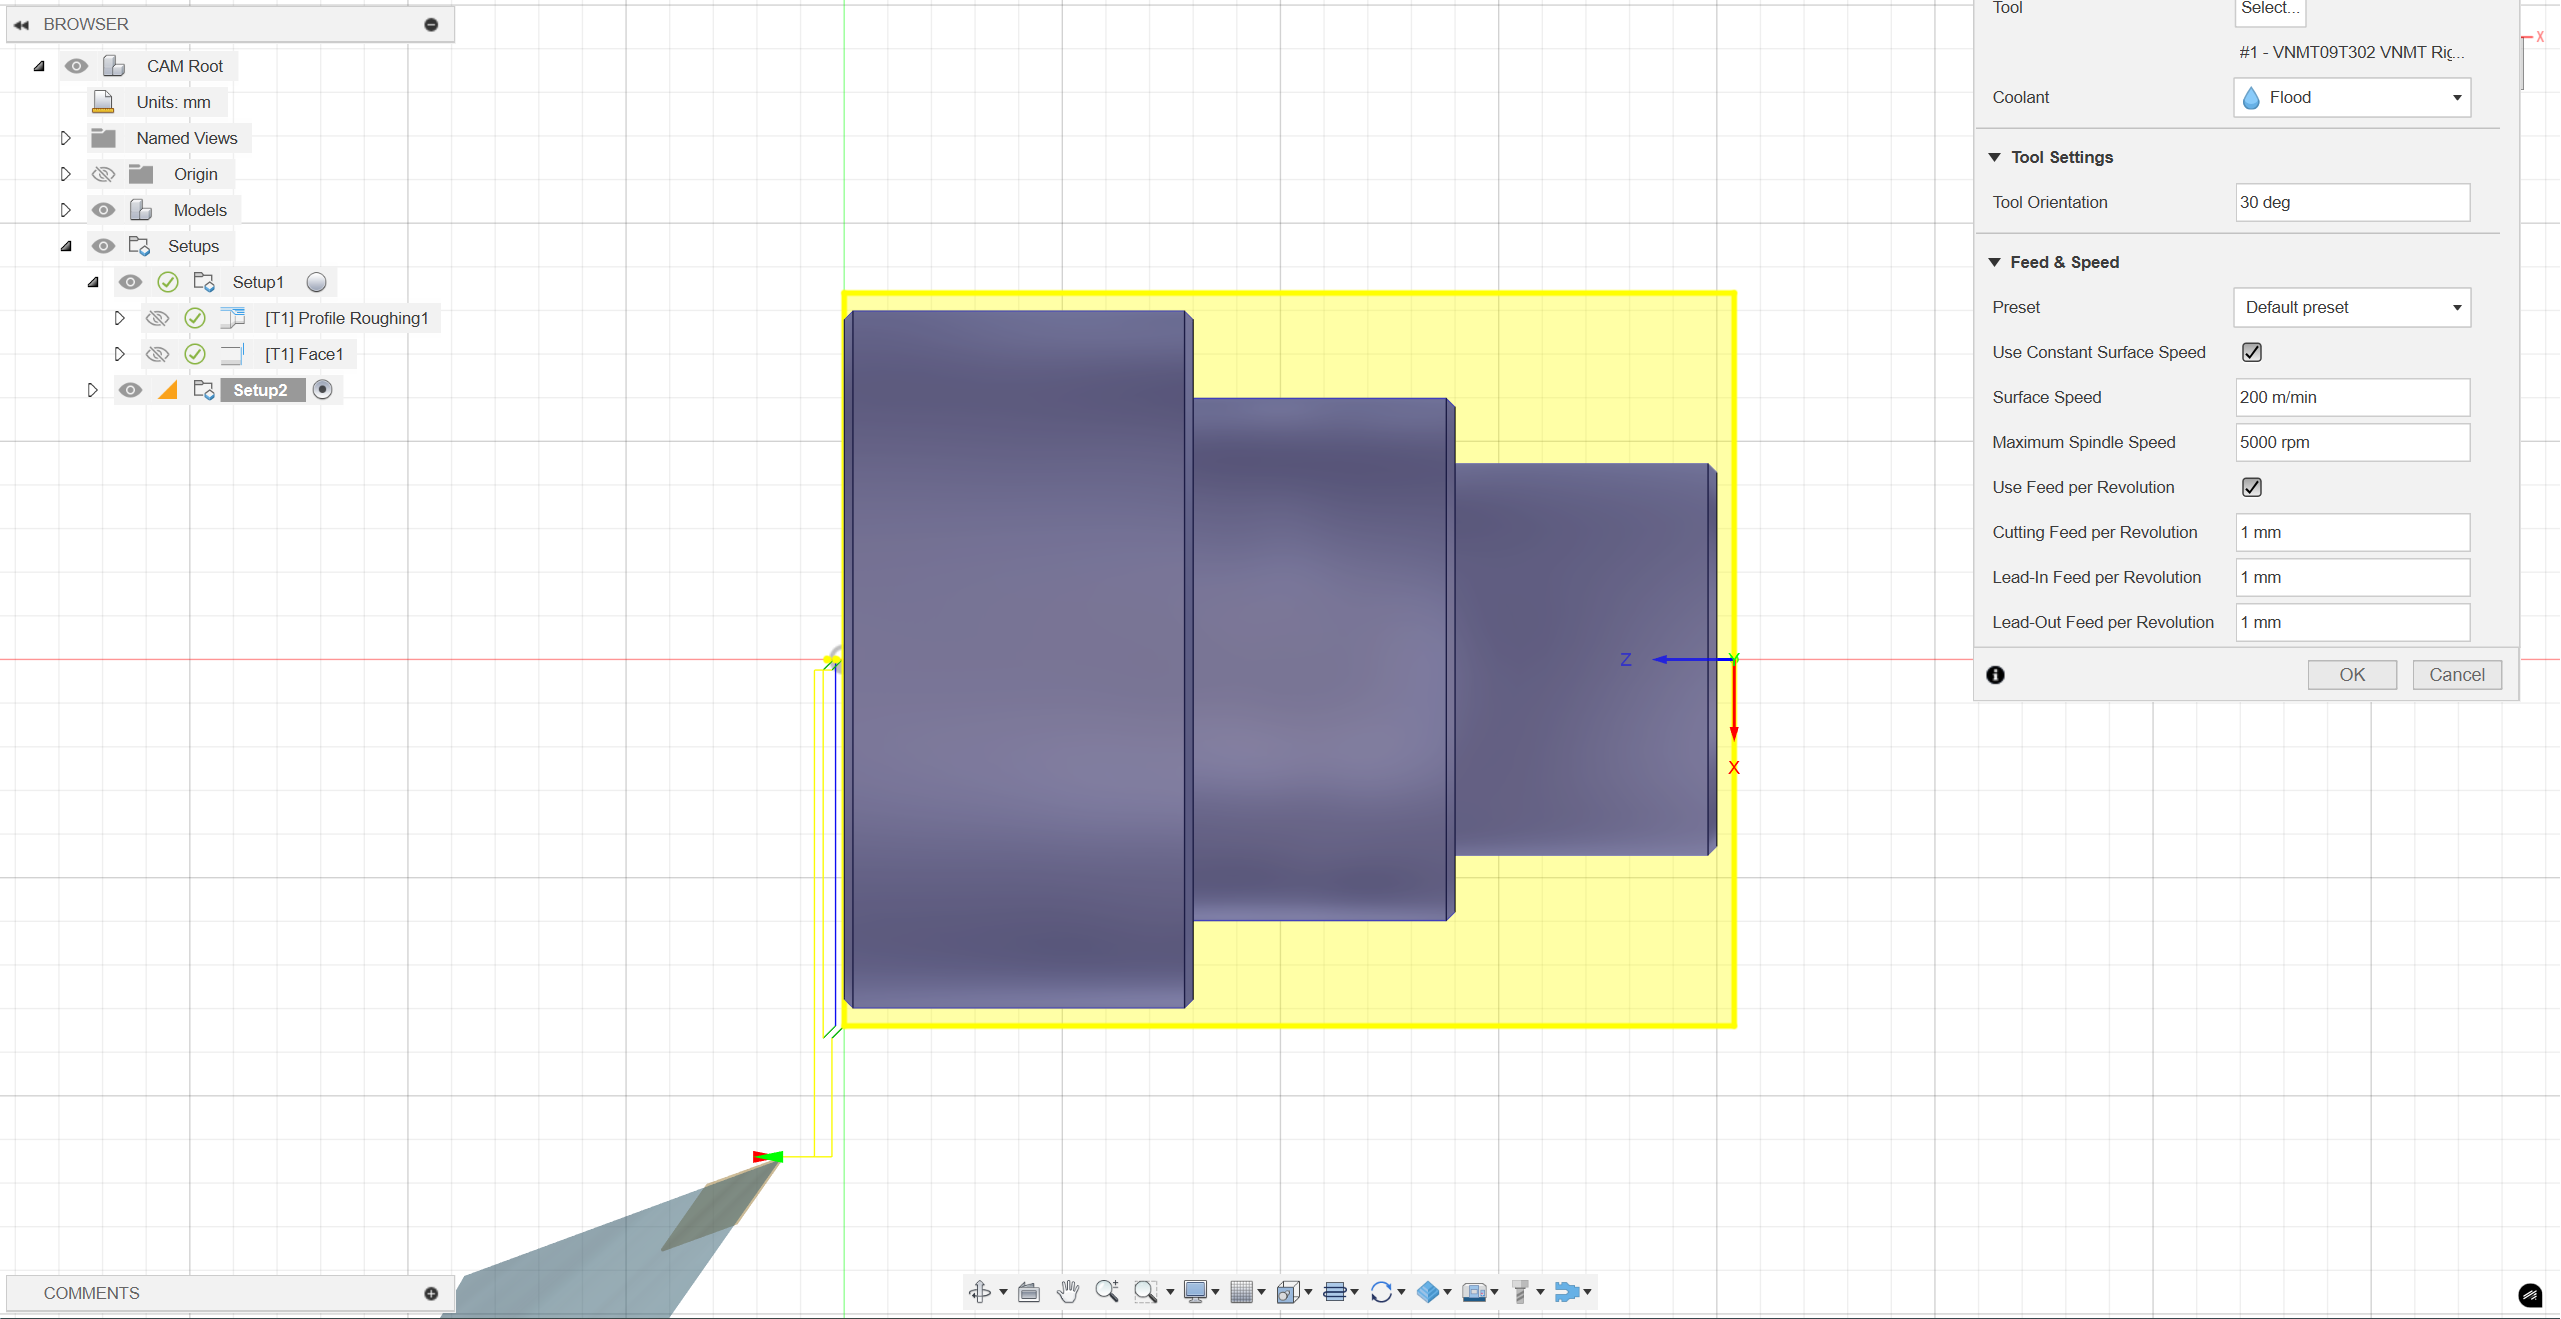 BROWSER
CAM Root
Units: mm
Named Views
Origin
Models
Setups
Setup1
[T1] Profile Roughing1
[T1] Face1
Setup2
Z
Y
X
Tool
Select...
#1 - VNMT09T302 VNMT Rig...
Coolant
Flood
Tool Settings
Tool Orientation
30 deg
Feed & Speed
Preset
Default preset
Use Constant Surface Speed
Surface Speed
200 m/min
Maximum Spindle Speed
5000 rpm
Use Feed per Revolution
Cutting Feed per Revolution
1 mm
Lead-In Feed per Revolution
1 mm
Lead-Out Feed per Revolution
1 mm
OK
Cancel
X
COMMENTS